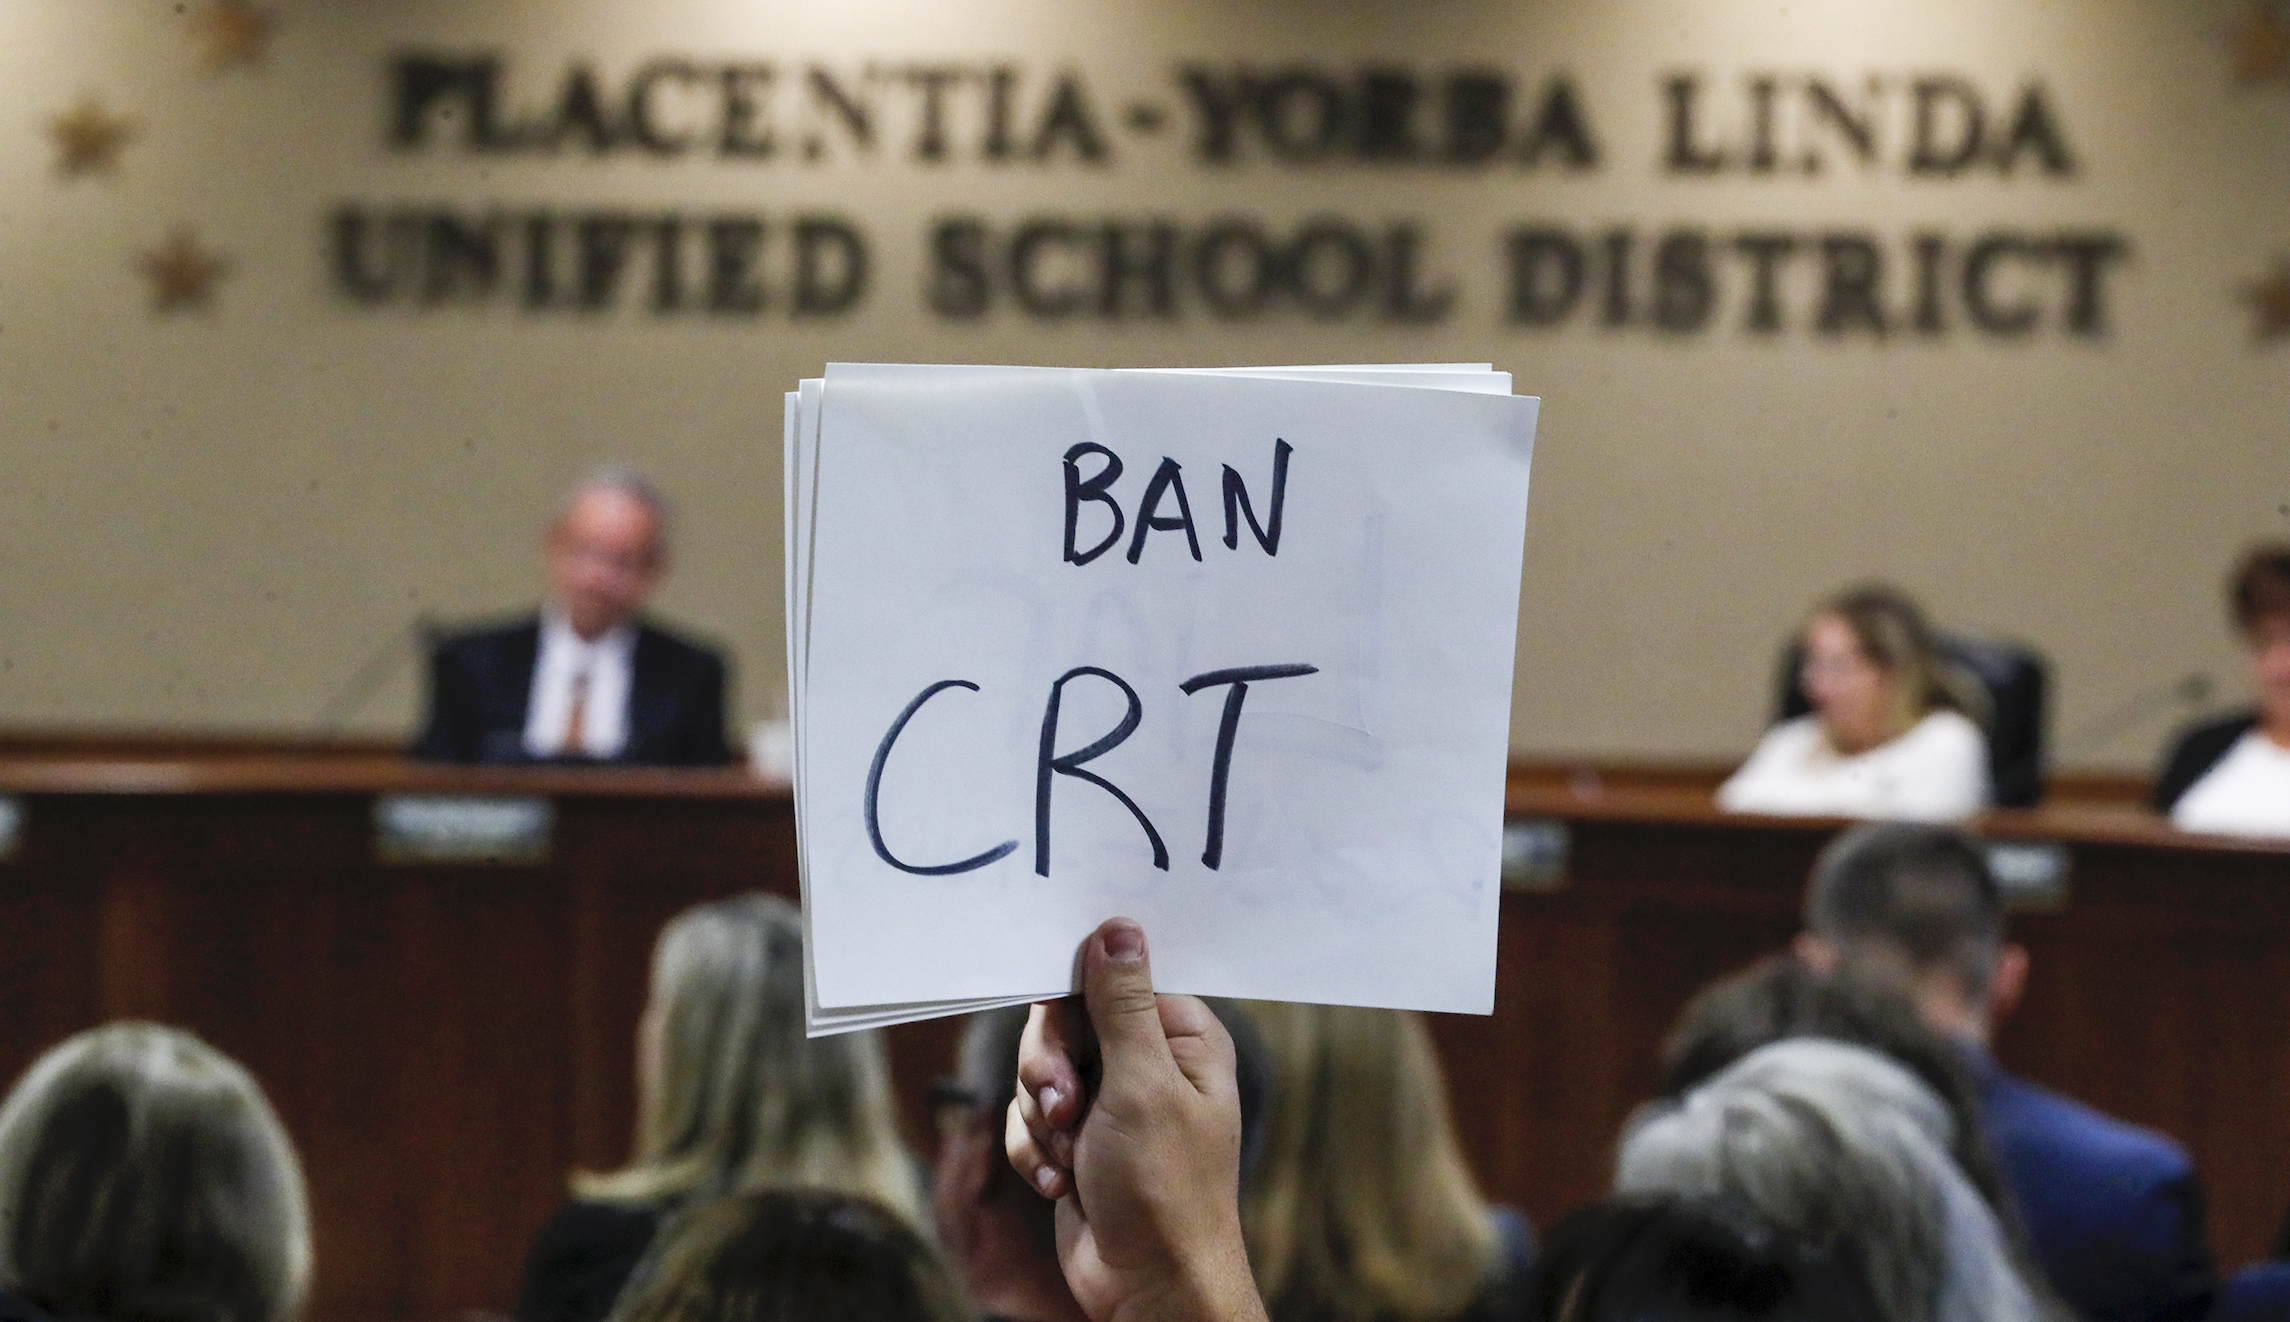 PLACENTIA-YORBA LINDA
UNIFIED SCHOOL DISTRICT
BAN
CRT